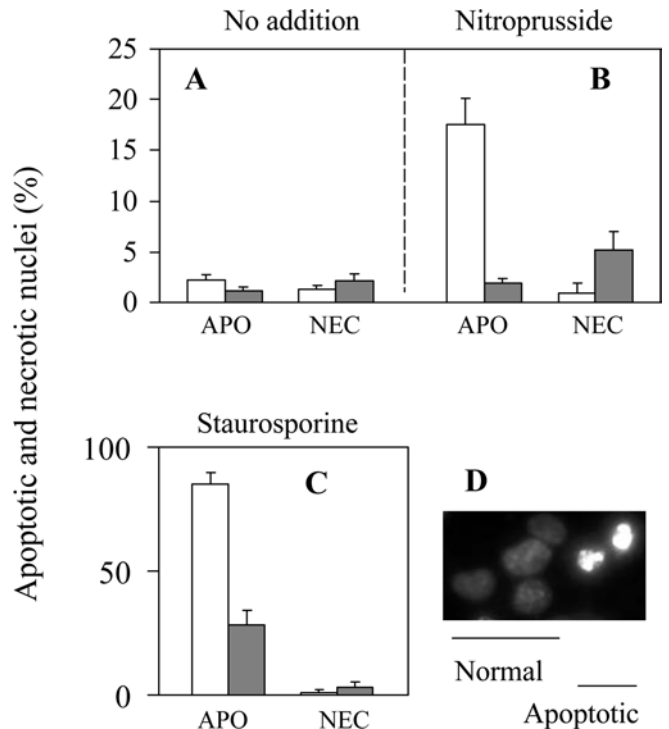 No addition
Nitroprusside
Apoptotic and necrotic nuclei (%)
25
20
15
10
5
0
A
B
APO
NEC
APO
NEC
Staurosporine
100
50
0
C
D
APO
NEC
Normal
Apoptotic